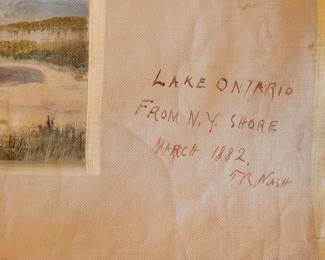 LAKE ONTARIO
FROM N.Y. SHORE
MARCH 1882.
T.R. NASH